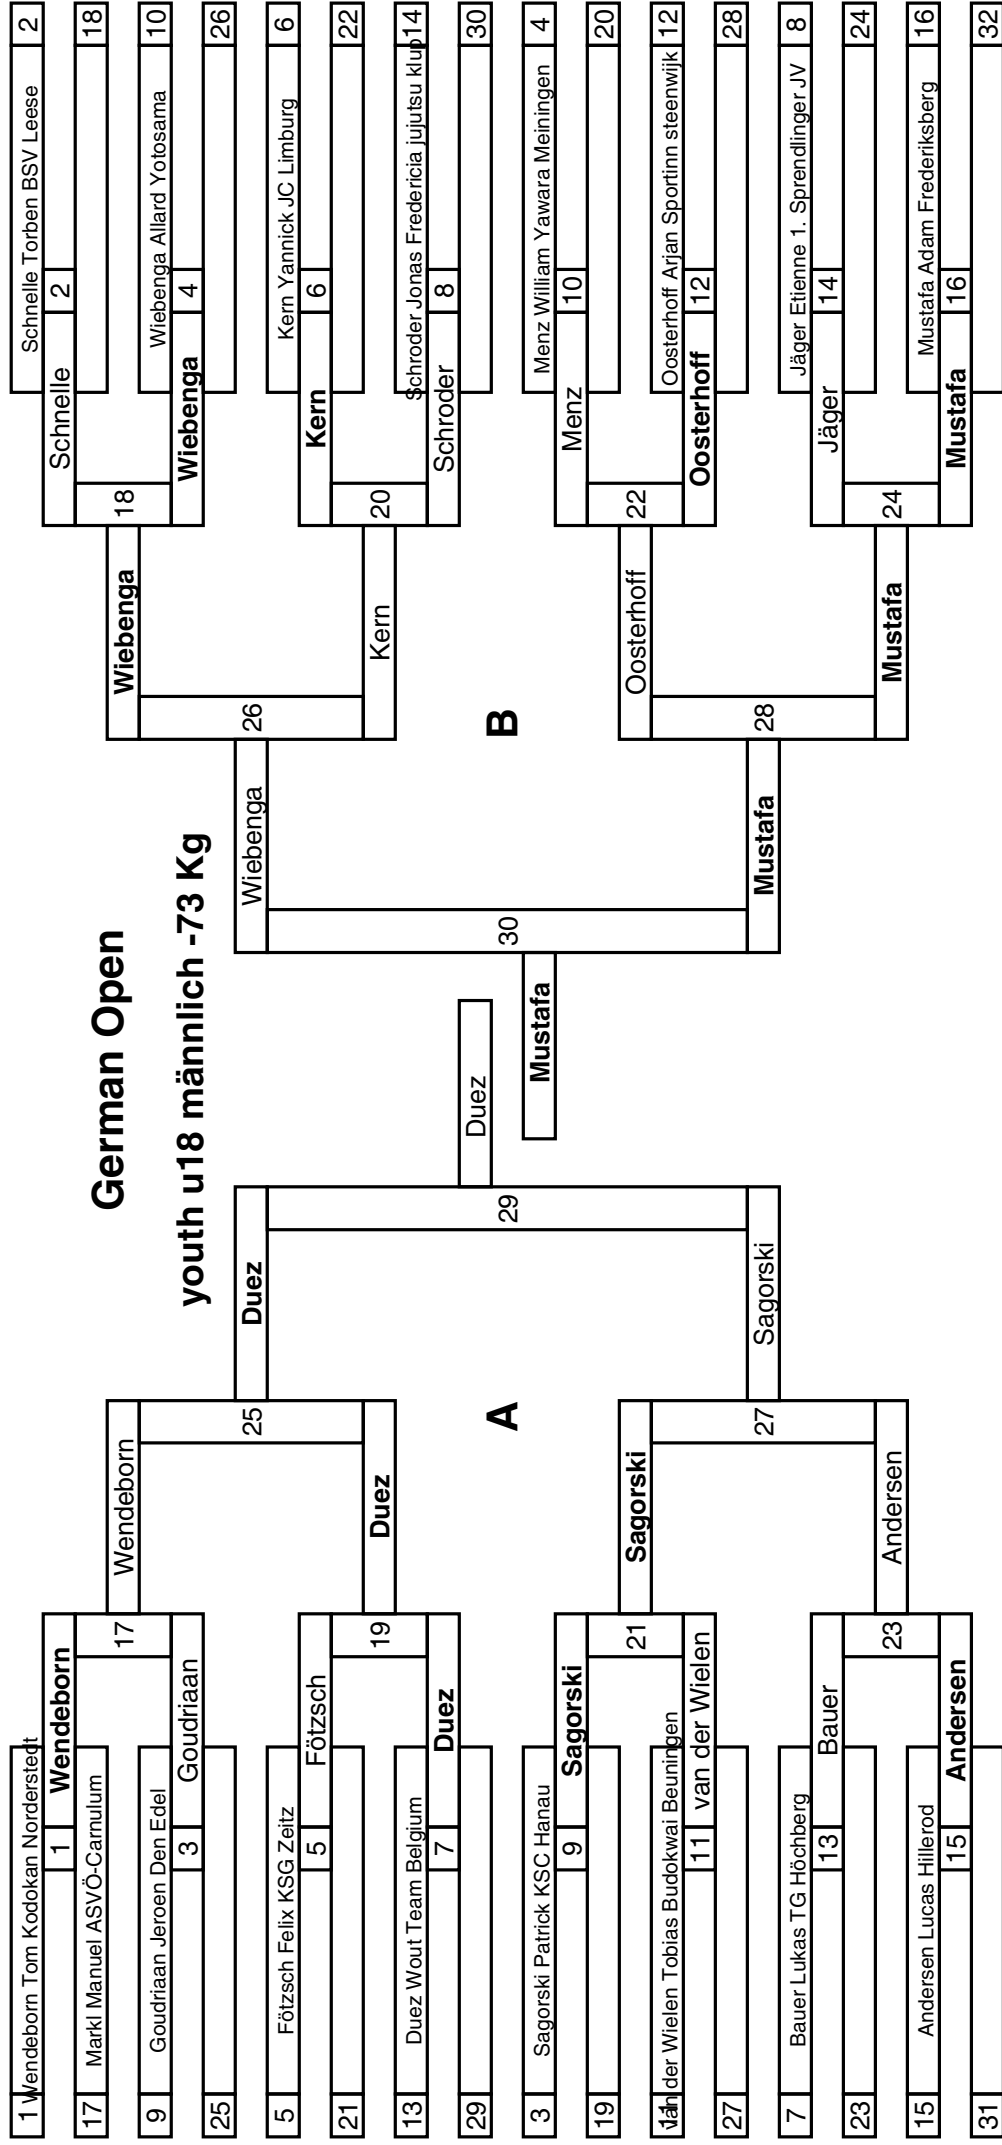 German Open
youth u18 männlich -73 Kg
A
1 Wendeborn Tom Kodokan Norderstedt
1 Wendeborn
17 Markl Manuel ASVÖ-Carnulum
17
Wendeborn
9 Goudriaan Jeroen Den Edel
3 Goudriaan
25
25
Duez
5 Fötzsch Felix KSG Zeitz
5 Fötzsch
21
19
Duez
13 Duez Wout Team Belgium
7 Duez
29
29
Duez
3 Sagorski Patrick KSC Hanau
9 Sagorski
19
21
Sagorski
11 van der Wielen Tobias Budokwai Beuningen
11 van der Wielen
27
27
Sagorski
7 Bauer Lukas TG Höchberg
13 Bauer
23
23
Andersen
15 Andersen Lucas Hillerod
15 Andersen
31
B
Schnelle Torben BSV Leese 2
Schnelle 2
18
18
Wiebenga
Wiebenga Allard Yotosama 10
Wiebenga 4
26
26
Wiebenga
Kern Yannick JC Limburg 6
Kern 6
22
20
Kern
Schroder Jonas Fredericia jujutsu klup 14
Schroder 8
30
30
Mustafa
Menz William Yawara Meiningen 4
Menz 10
20
22
Oosterhoff
Oosterhoff Arjan Sportinn steenwijk 12
Oosterhoff 12
28
28
Mustafa
Jäger Etienne 1. Sprendlinger JV 8
Jäger 14
24
24
Mustafa
Mustafa Adam Frederiksberg 16
Mustafa 16
32